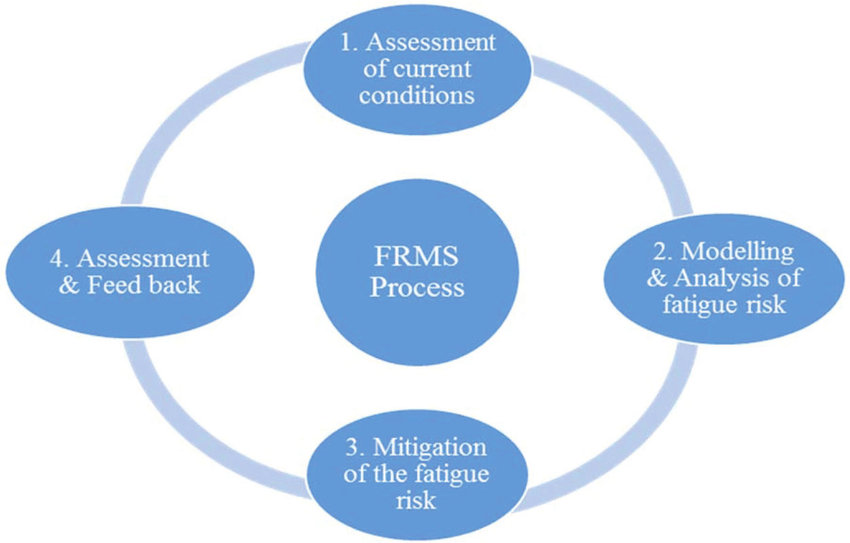 1. Assessment
of current
conditions
FRMS
Process
2. Modelling
& Analysis of
fatigue risk
3. Mitigation
of the fatigue
risk
4. Assessment
& Feed back